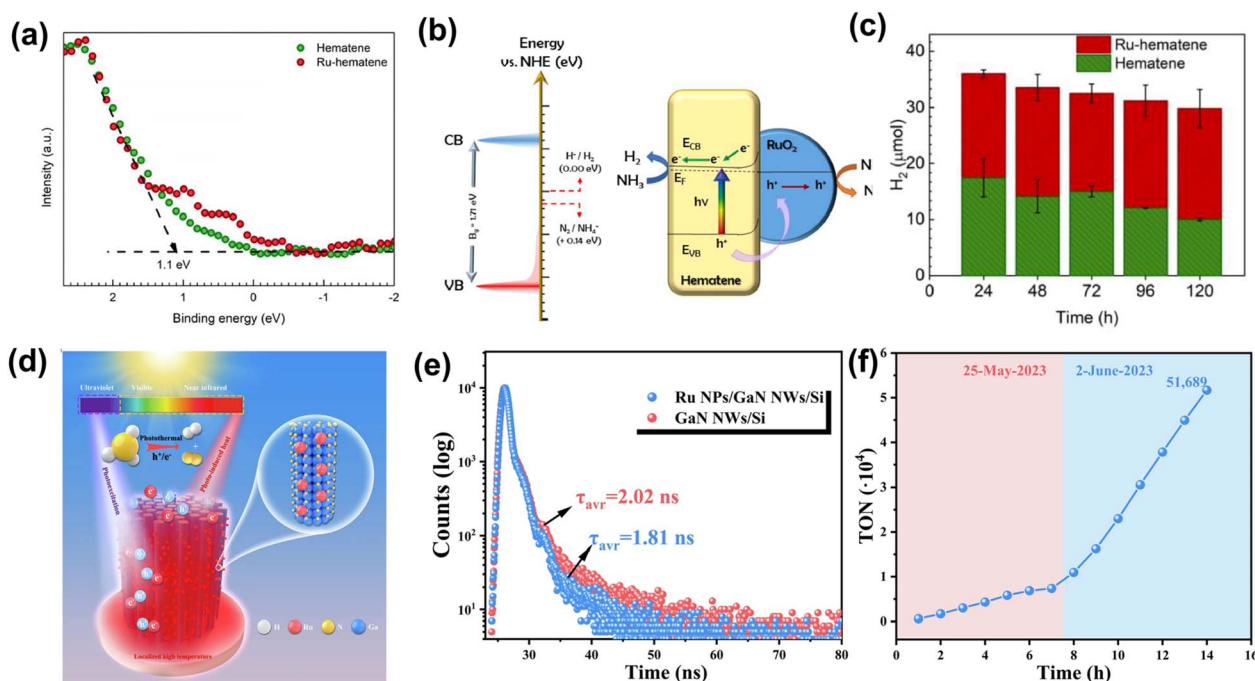 (a)
Hematene
Ru-hematene
Intensity (a.u.)
1.1 eV
2 1 0 -1 -2
Binding energy (eV)
(b)
Energy
vs. NHE (eV)
CB
H⁺/ H₂
(0.00 eV)
N₂ / NH₄⁻
(+ 0.14 eV)
VB
H₂
NH₃
E_CB
e⁻ e⁻ e⁻
E_F
hν
E_VB
h⁺
Hematene
RuO₂
h⁺ h⁺
N
N
(c)
Ru-hematene
Hematene
H₂ (μmol)
40
30
20
10
0
0 24 48 72 96 120
Time (h)
(d)
Ultraviolet Visible Near infrared
Photothermal
h⁺/e⁻
Photoexcitation
Photo-induced heat
Localized high temperature
H Ru N Ga
(e)
Ru NPs/GaN NWs/Si
GaN NWs/Si
Counts (log)
10⁴
10³
10²
10¹
τavr=2.02 ns
τavr=1.81 ns
30 40 50 60 70 80
Time (ns)
(f)
25-May-2023 2-June-2023
51,689
TON (·10⁴)
6
5
4
3
2
1
0
0 2 4 6 8 10 12 14 16
Time (h)